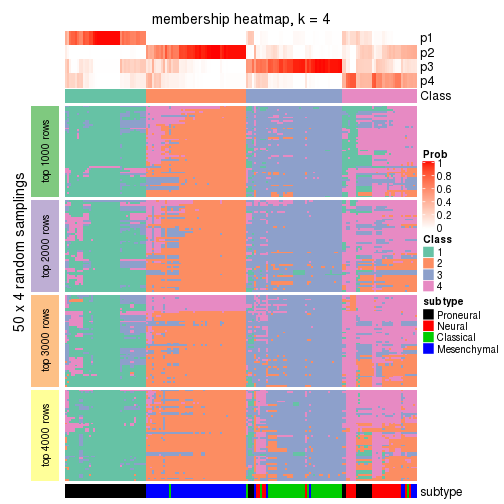 membership heatmap, k = 4
p1
p2
p3
p4
Class
50 x 4 random samplings
top 1000 rows
top 2000 rows
top 3000 rows
top 4000 rows
Prob
1
0.8
0.6
0.4
0.2
0
Class
1
2
3
4
subtype
Proneural
Neural
Classical
Mesenchymal
subtype